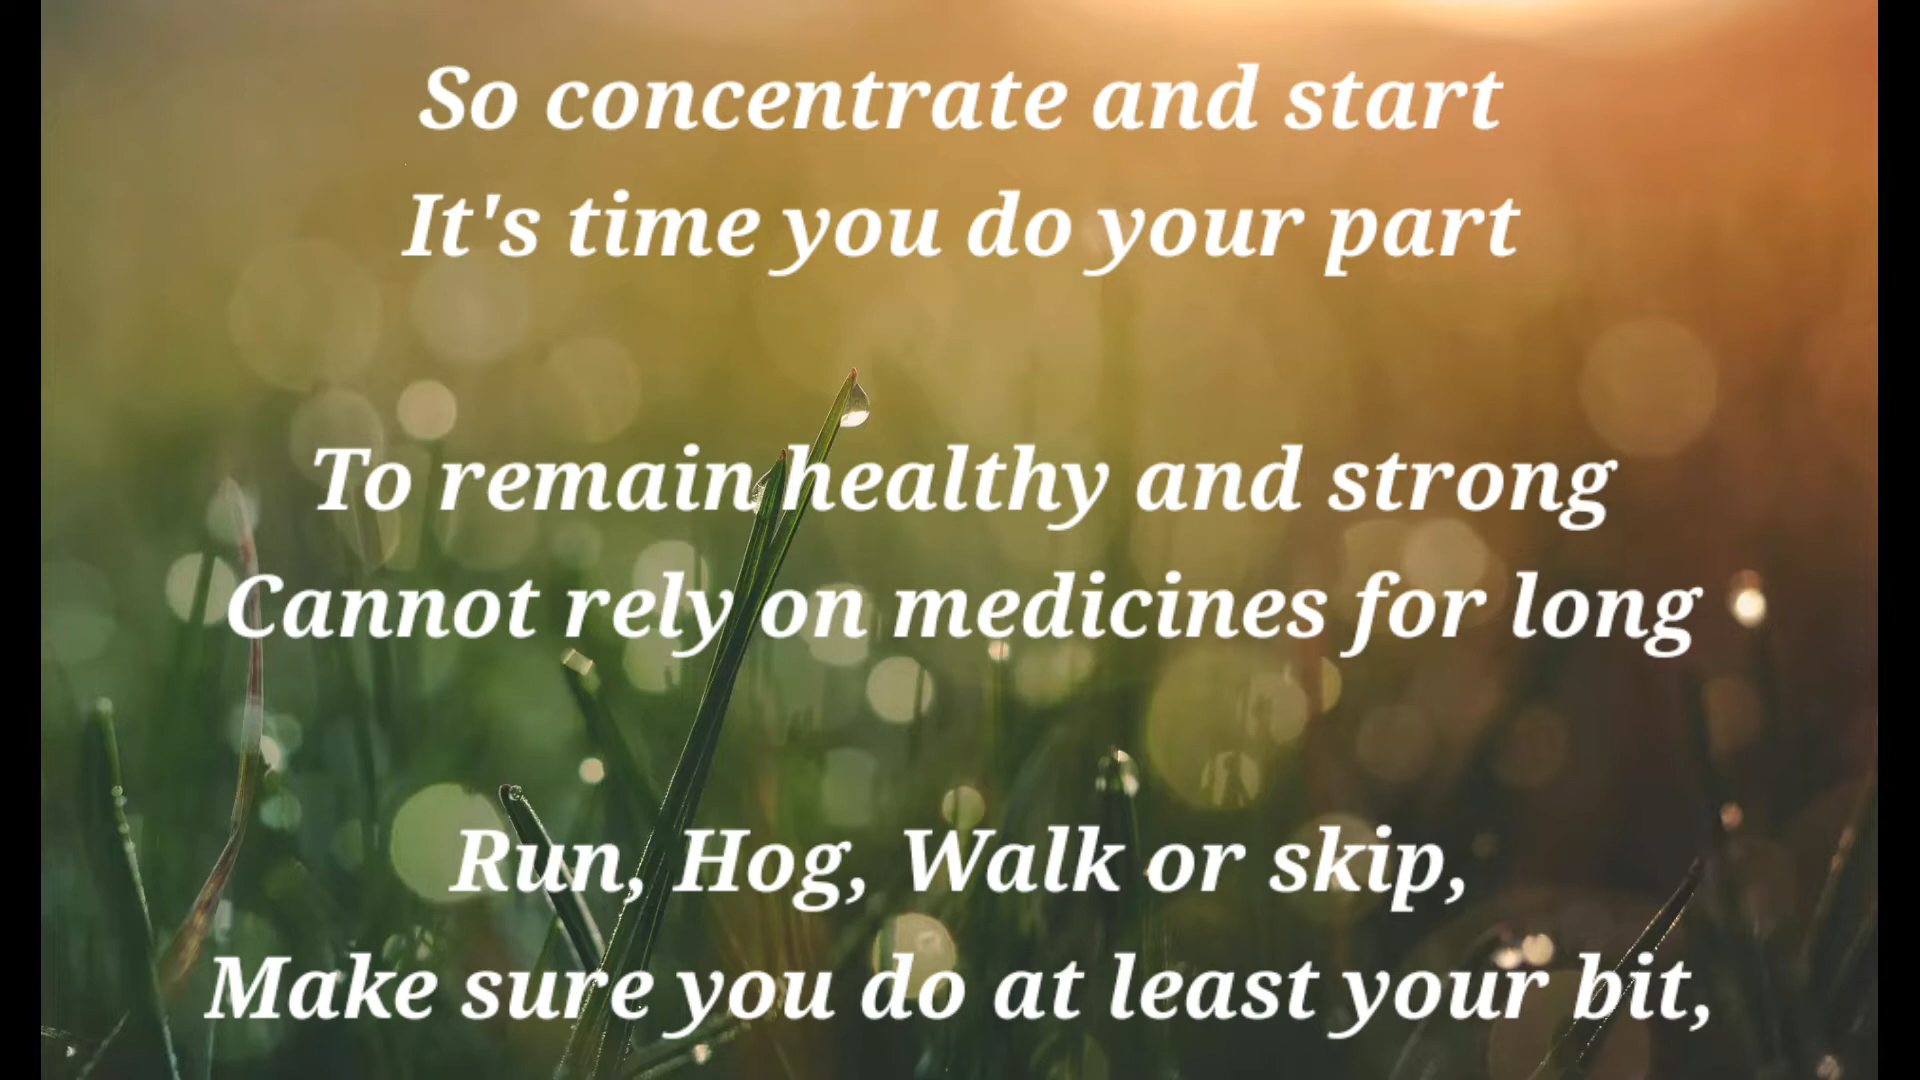 So concentrate and start
It's time you do your part
To remain healthy and strong
Cannot rely on medicines for long
Run, Hog, Walk or skip,
Make sure you do at least your bit,